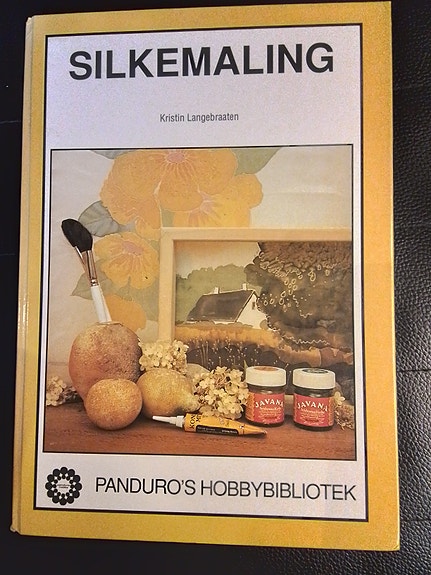 SILKEMALING
Kristin Langebraaten
JAVANA
JAVANA
PANDURO'S HOBBYBIBLIOTEK